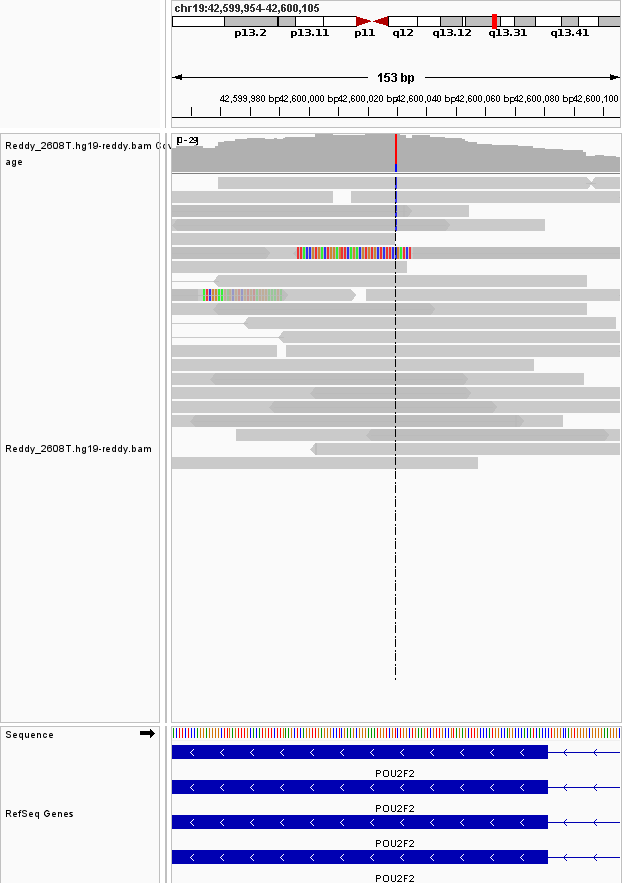 chr19:42,599,954-42,600,105
p13.2 p13.11 p11 q12 q13.12 q13.31 q13.41
153 bp
42,599,980 bp 42,600,000 bp 42,600,020 bp 42,600,040 bp 42,600,060 bp 42,600,080 bp 42,600,100
Reddy_2608T.hg19-reddy.bam Cov
age
[0-29]
Reddy_2608T.hg19-reddy.bam
Sequence
POU2F2
POU2F2
RefSeq Genes
POU2F2
POU2F2